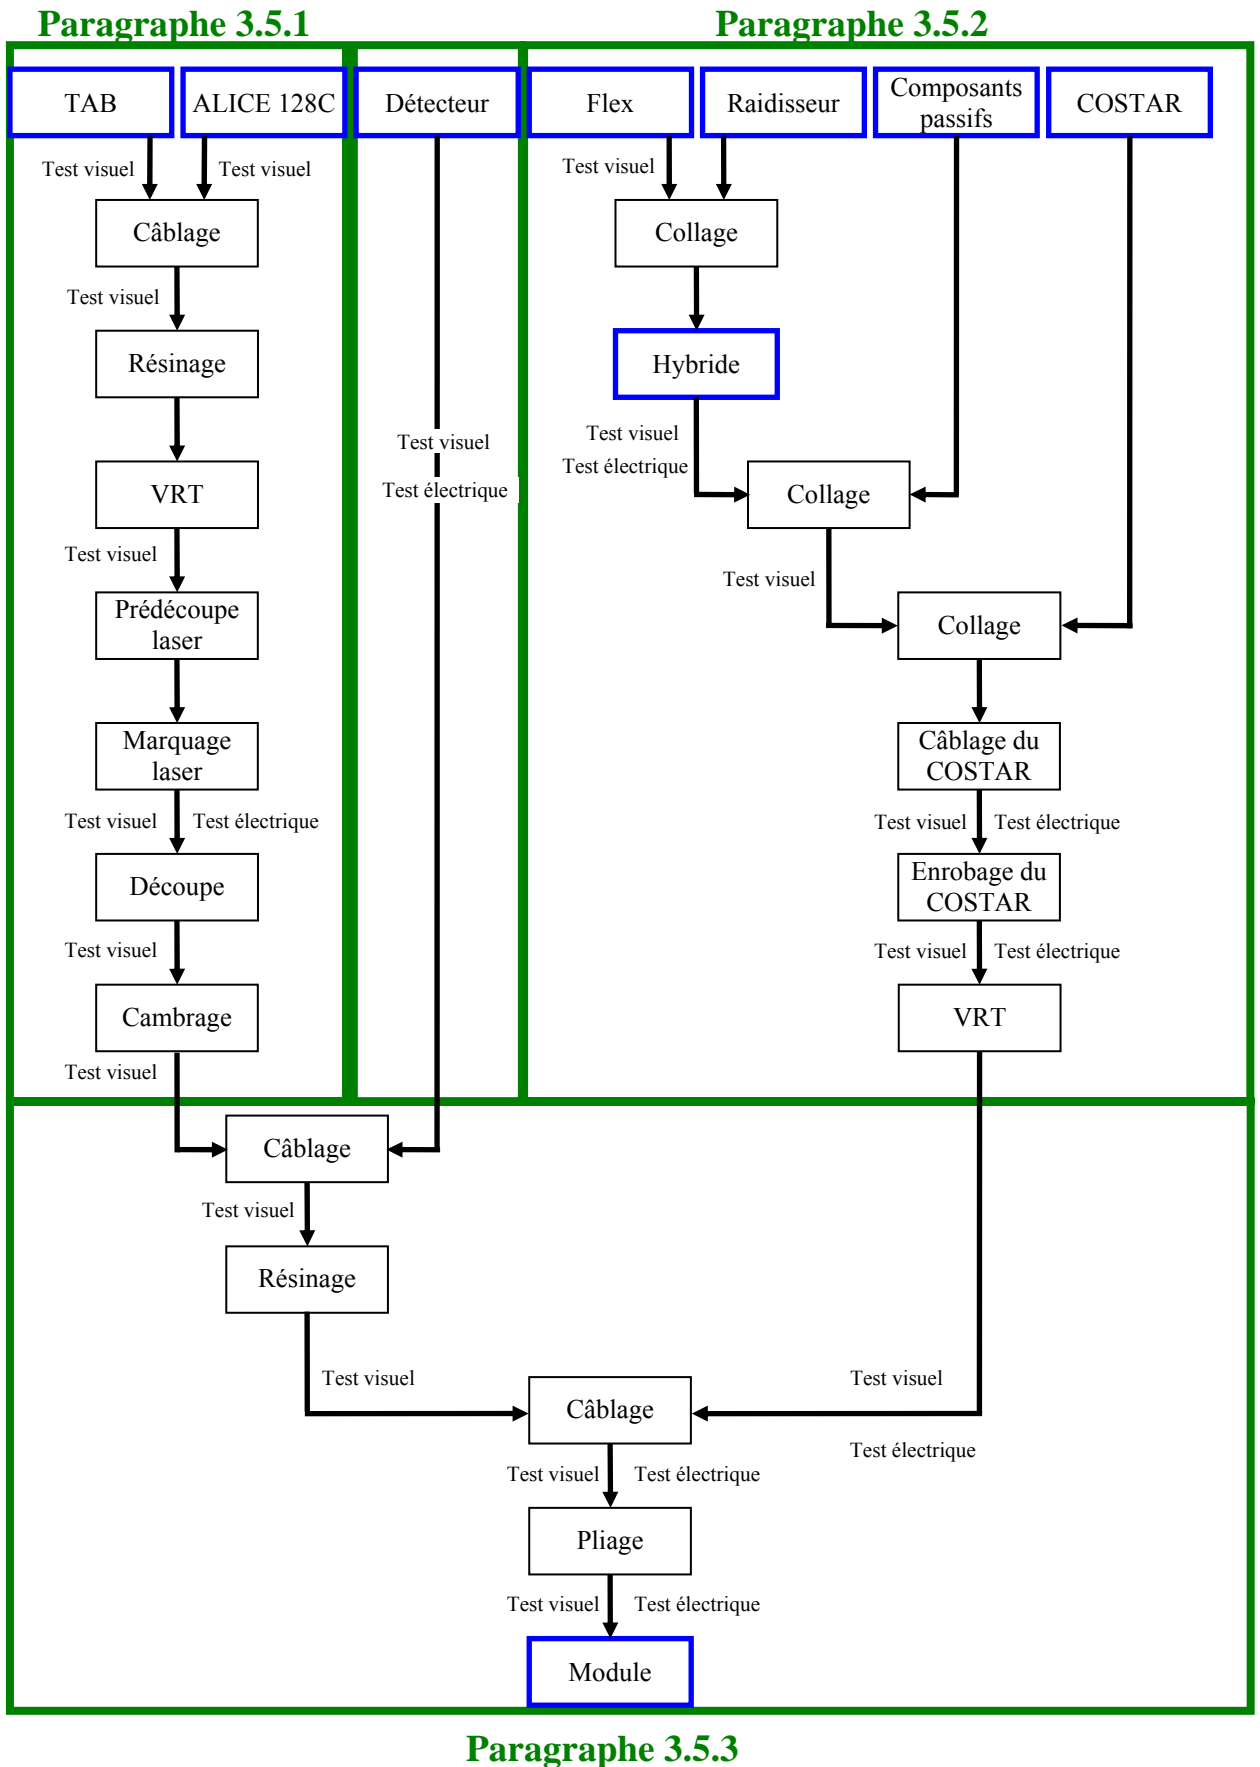 Paragraphe 3.5.1
Paragraphe 3.5.2
TAB
ALICE 128C
Détecteur
Flex
Raidisseur
Composants
passifs
COSTAR
Test visuel
Test visuel
Test visuel
Câblage
Collage
Test visuel
Résinage
Hybride
Test visuel
Test visuel
Test électrique
Test électrique
VRT
Collage
Test visuel
Test visuel
Prédécoupe
laser
Collage
Marquage
laser
Câblage du
COSTAR
Test visuel
Test électrique
Test visuel
Test électrique
Découpe
Enrobage du
COSTAR
Test visuel
Test visuel
Test électrique
Cambrage
VRT
Test visuel
Câblage
Test visuel
Résinage
Test visuel
Test visuel
Câblage
Test électrique
Test visuel
Test électrique
Pliage
Test visuel
Test électrique
Module
Paragraphe 3.5.3